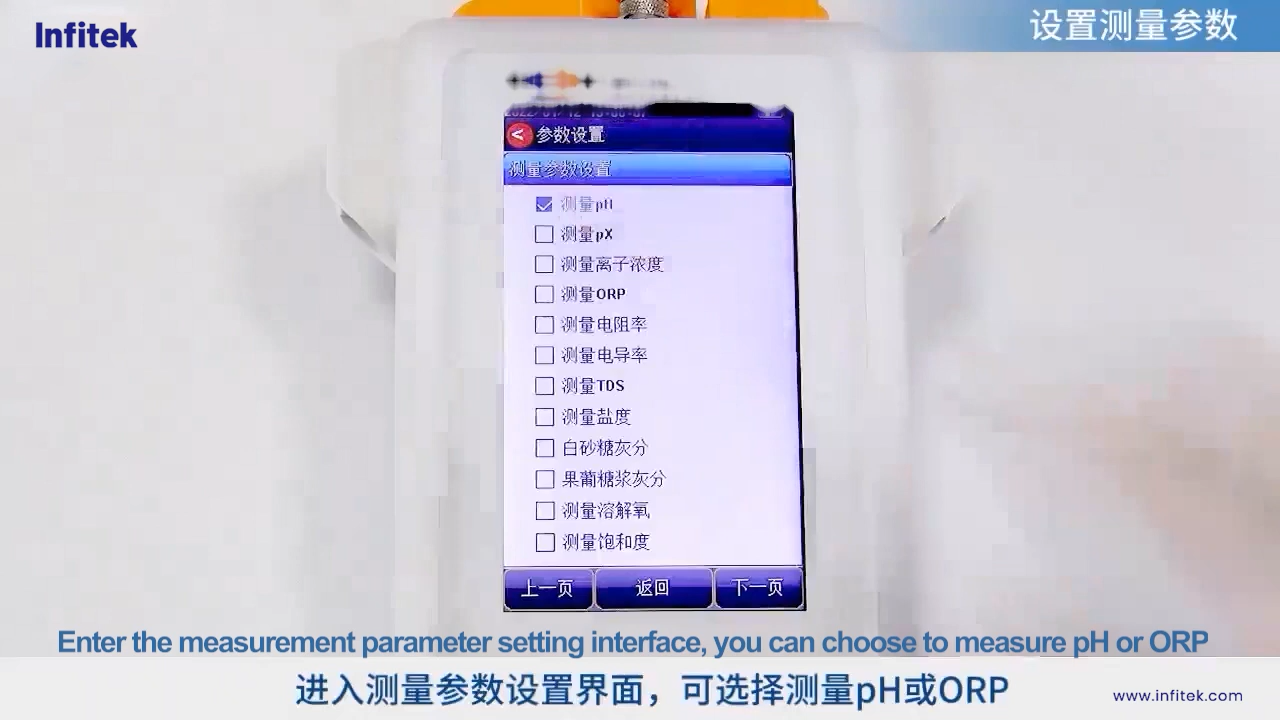 Infitek
设置测量参数
参数设置
测量参数设置
测量pH
测量pX
测量离子浓度
测量ORP
测量电阻率
测量电导率
测量TDS
测量盐度
白砂糖灰分
果葡糖浆灰分
测量溶解氧
测量饱和度
上一页
返回
下一页
Enter the measurement parameter setting interface, you can choose to measure pH or ORP
进入测量参数设置界面，可选择测量pH或ORP
www.infitek.com